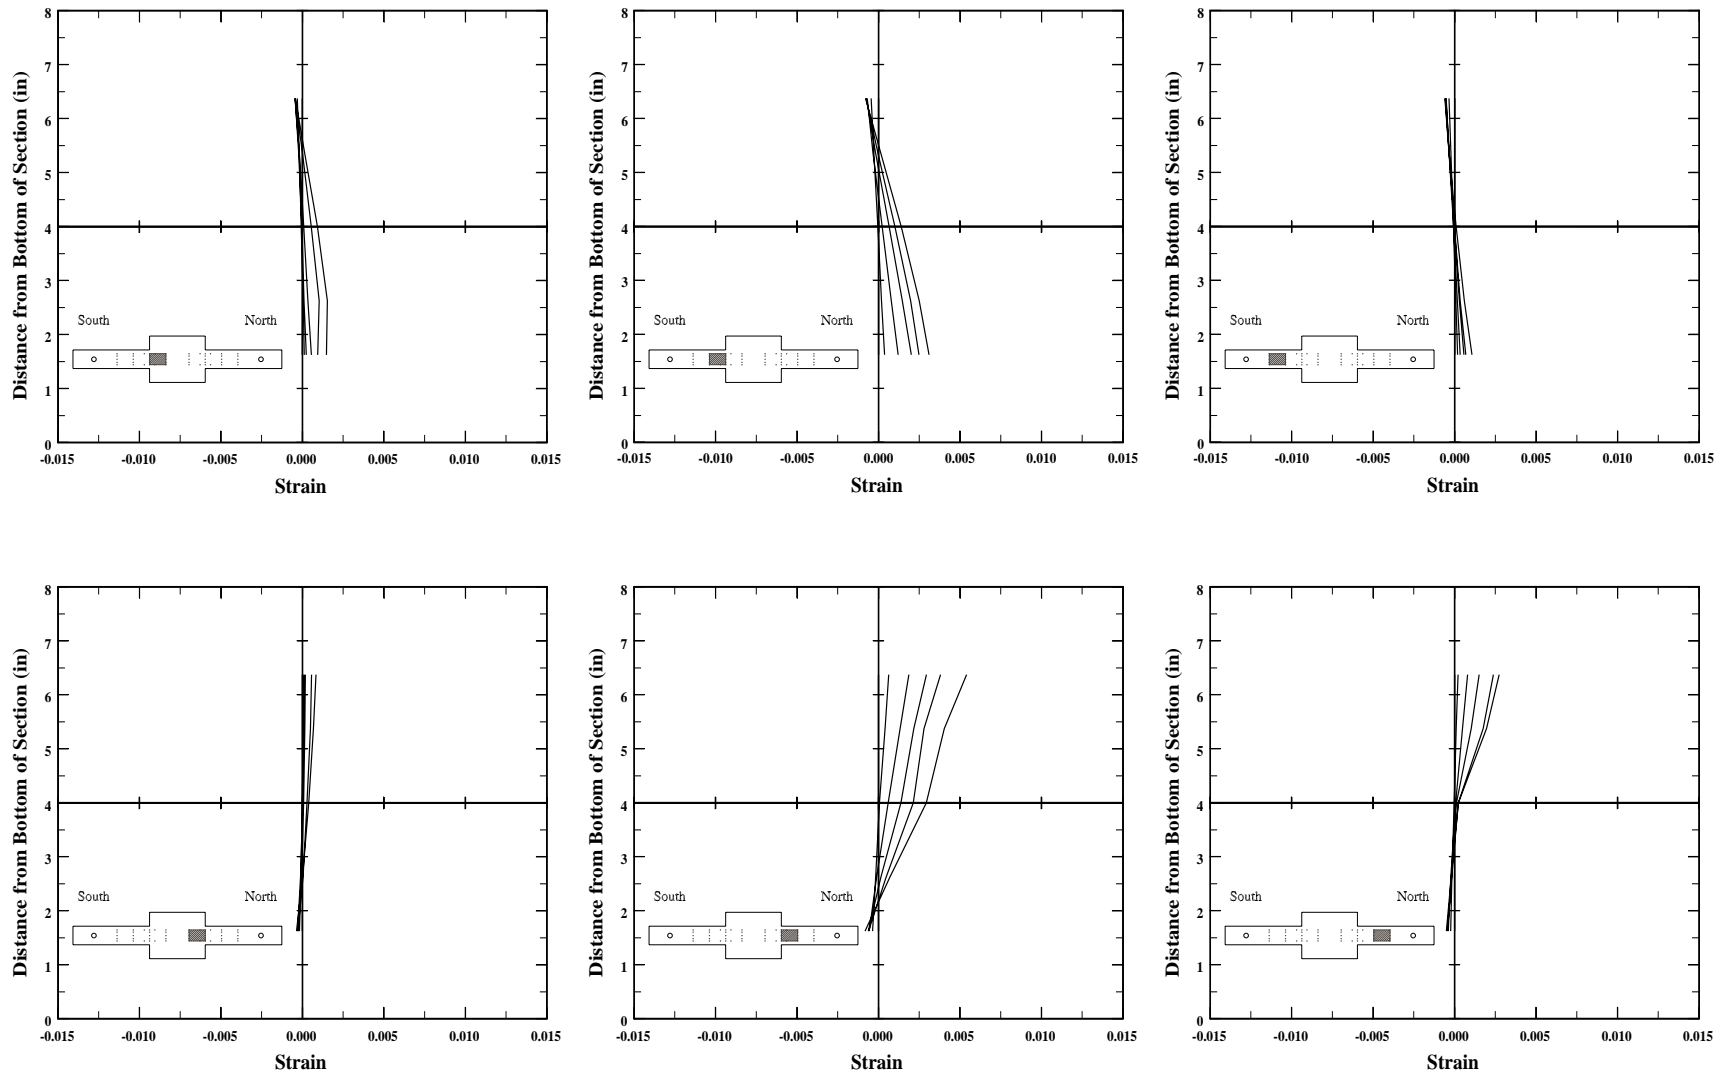 8 8 8
7 7 7
6 6 6
5 5 5
4 4 4
3 3 3
2 2 2
1 1 1
0 0 0
Distance from Bottom of Section (in)
Distance from Bottom of Section (in)
Distance from Bottom of Section (in)
South North South North South North
-0.015 -0.010 -0.005 0.000 0.005 0.010 0.015
-0.015 -0.010 -0.005 0.000 0.005 0.010 0.015
-0.015 -0.010 -0.005 0.000 0.005 0.010 0.015
Strain Strain Strain
8 8 8
7 7 7
6 6 6
5 5 5
4 4 4
3 3 3
2 2 2
1 1 1
0 0 0
Distance from Bottom of Section (in)
Distance from Bottom of Section (in)
Distance from Bottom of Section (in)
South North South North South North
-0.015 -0.010 -0.005 0.000 0.005 0.010 0.015
-0.015 -0.010 -0.005 0.000 0.005 0.010 0.015
-0.015 -0.010 -0.005 0.000 0.005 0.010 0.015
Strain Strain Strain